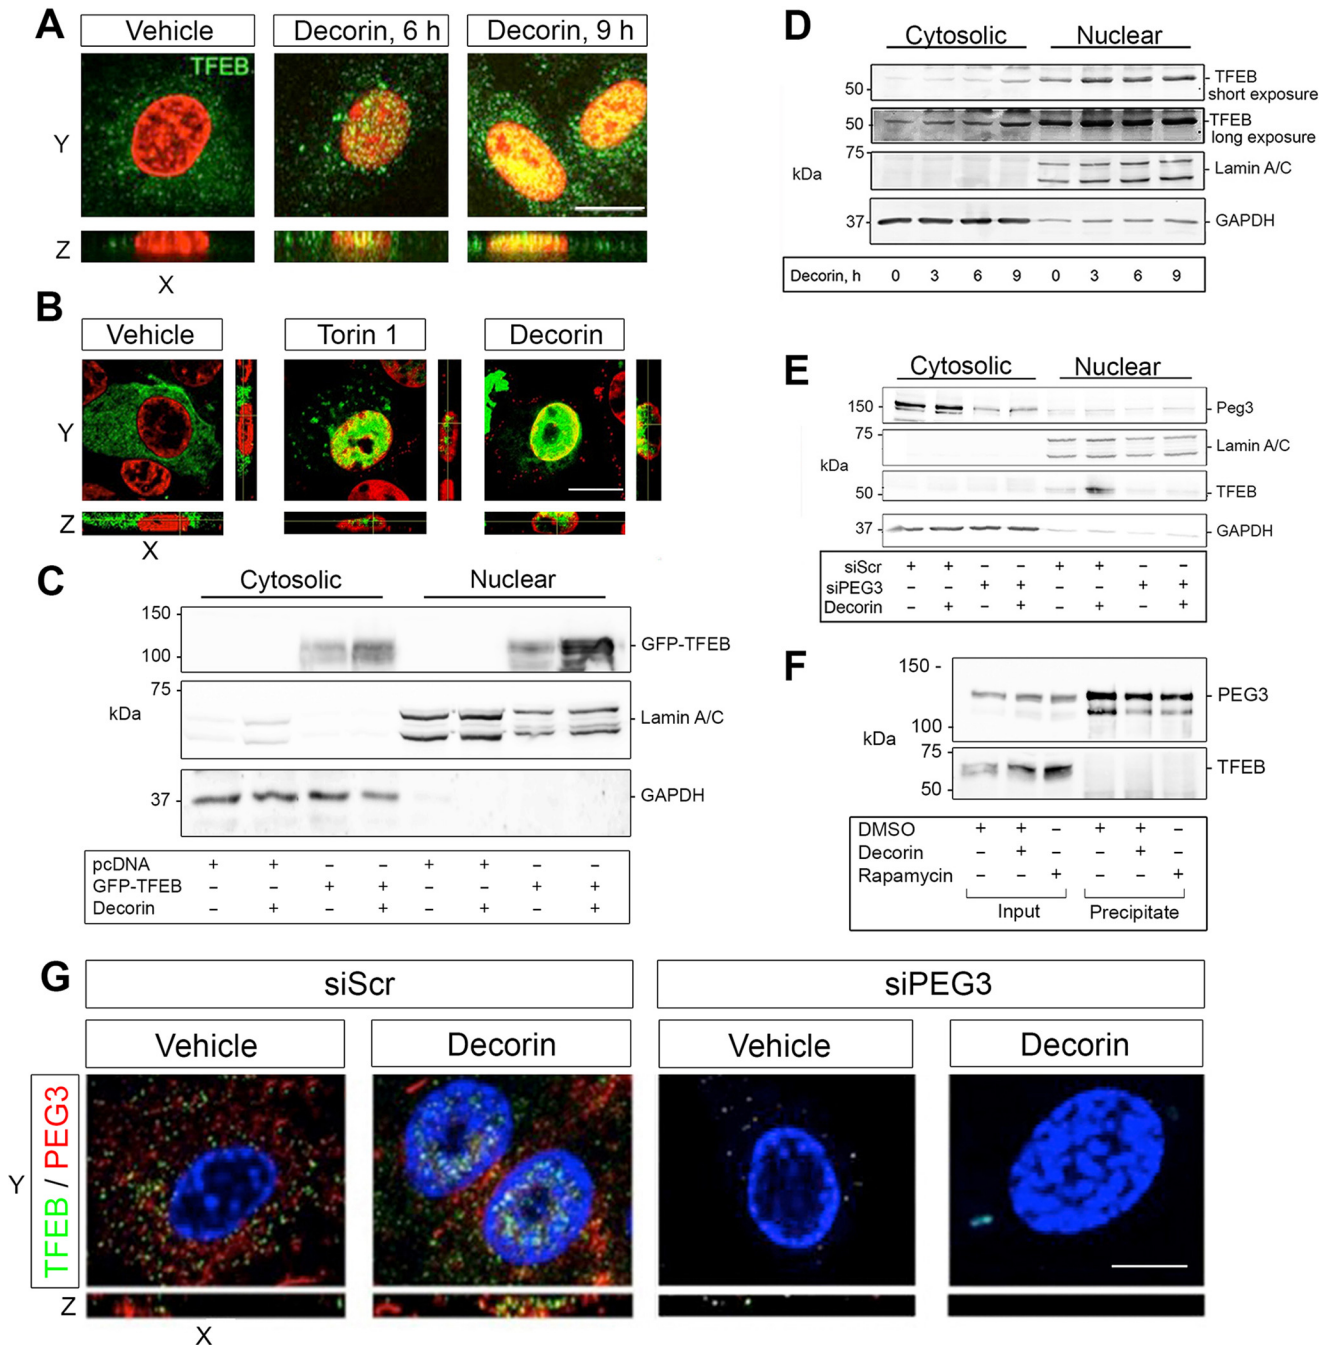 A
Vehicle
Decorin, 6 h
Decorin, 9 h
TFEB
Y
Z
X
B
Vehicle
Torin 1
Decorin
Y
Z
X
C
Cytosolic
Nuclear
150
100
GFP-TFEB
75
kDa
Lamin A/C
37
GAPDH
pcDNA + + – – + + – –
GFP-TFEB – – + + – – + +
Decorin – + – + – + – +
D
Cytosolic
Nuclear
50
TFEB
short exposure
50
TFEB
long exposure
75
kDa
Lamin A/C
37
GAPDH
Decorin, h 0 3 6 9 0 3 6 9
E
Cytosolic
Nuclear
150
Peg3
75
Lamin A/C
kDa
50
TFEB
37
GAPDH
siScr + + – – + + – –
siPEG3 – – + + – – + +
Decorin – + – + – + – +
F
150
PEG3
100
kDa
75
TFEB
50
DMSO + + – + + –
Decorin – + – – + –
Rapamycin – – + – – +
Input
Precipitate
G
siScr
siPEG3
Vehicle
Decorin
Vehicle
Decorin
TFEB / PEG3
Y
Z
X